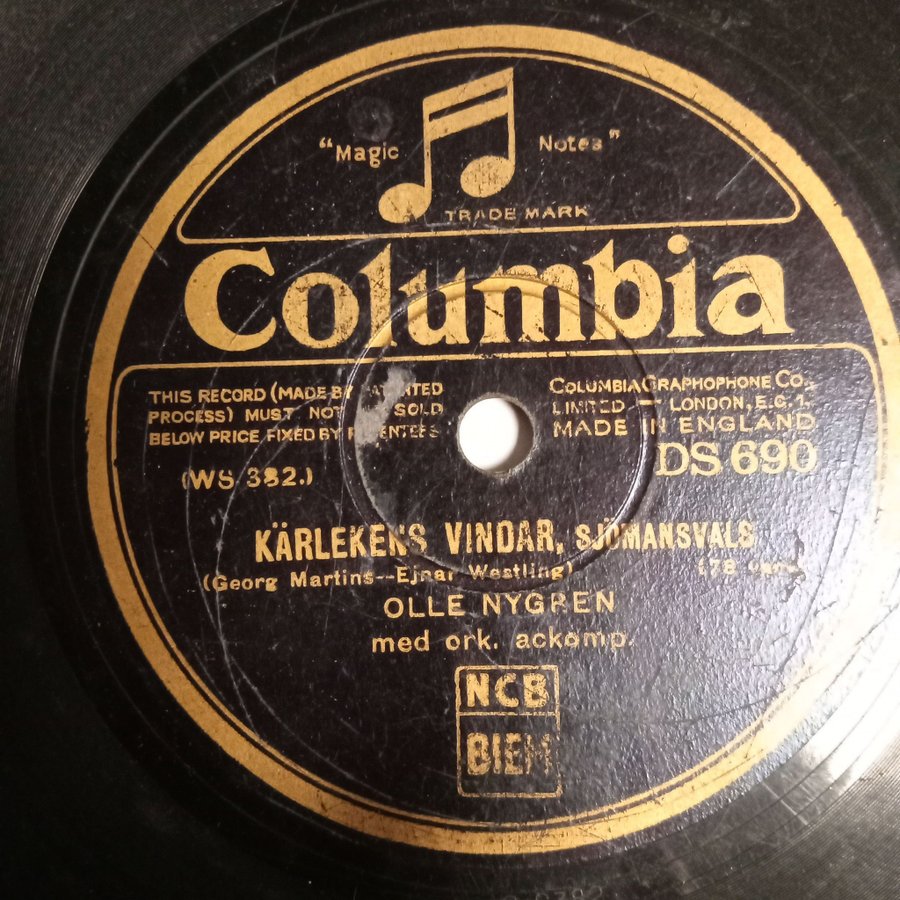 "Magic Notes"
TRADE MARK
Columbia
THIS RECORD (MADE BY PATENTED
PROCESS) MUST NOT SOLD
BELOW PRICE FIXED BY PATENTEES
COLUMBIA GRAPHOPHONE CO.,
LIMITED — LONDON, E.C.1.
MADE IN ENGLAND
DS 690
(WS 382.)
KÄRLEKENS VINDAR, SJÖMANSVALS
(Georg Martins--Ejnar Westling) (78
OLLE NYGREN
med ork. ackomp.
NCB
BIEM